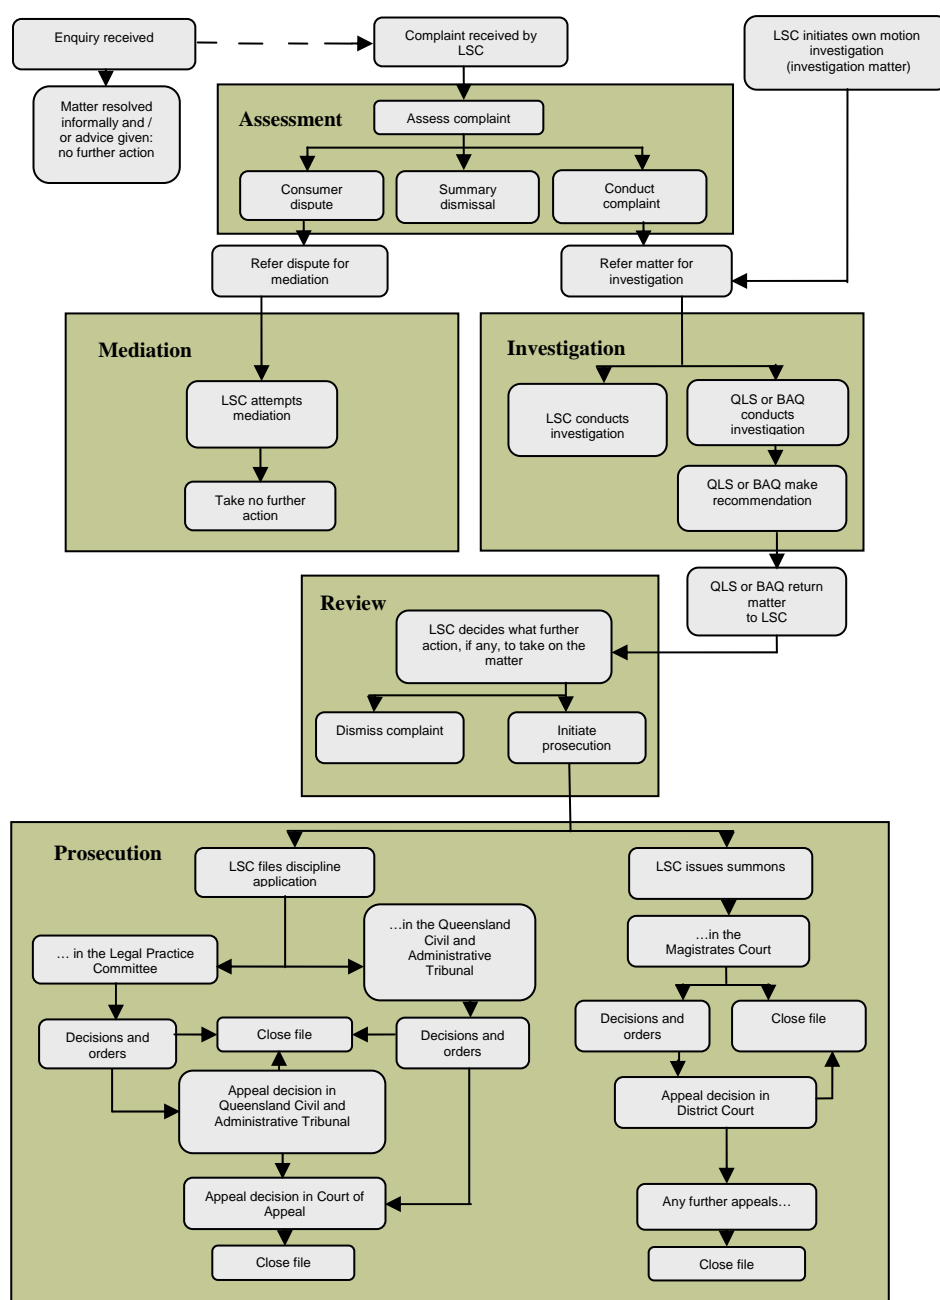 Enquiry received
Complaint received by
LSC
LSC initiates own motion
investigation
(investigation matter)
Matter resolved
informally and /
or advice given:
no further action
Assessment
Assess complaint
Consumer
dispute
Summary
dismissal
Conduct
complaint
Refer dispute for
mediation
Refer matter for
investigation
Mediation
LSC attempts
mediation
Take no further
action
Investigation
LSC conducts
investigation
QLS or BAQ
conducts
investigation
QLS or BAQ make
recommendation
QLS or BAQ return
matter
to LSC
Review
LSC decides what further
action, if any, to take on the
matter
Dismiss complaint
Initiate
prosecution
Prosecution
LSC files discipline
application
LSC issues summons
… in the Legal Practice
Committee
…in the Queensland
Civil and
Administrative
Tribunal
…in the
Magistrates Court
Decisions and
orders
Close file
Decisions and
orders
Decisions and
orders
Close file
Appeal decision in
Queensland Civil and
Administrative Tribunal
Appeal decision in
District Court
Appeal decision in Court of
Appeal
Any further appeals…
Close file
Close file